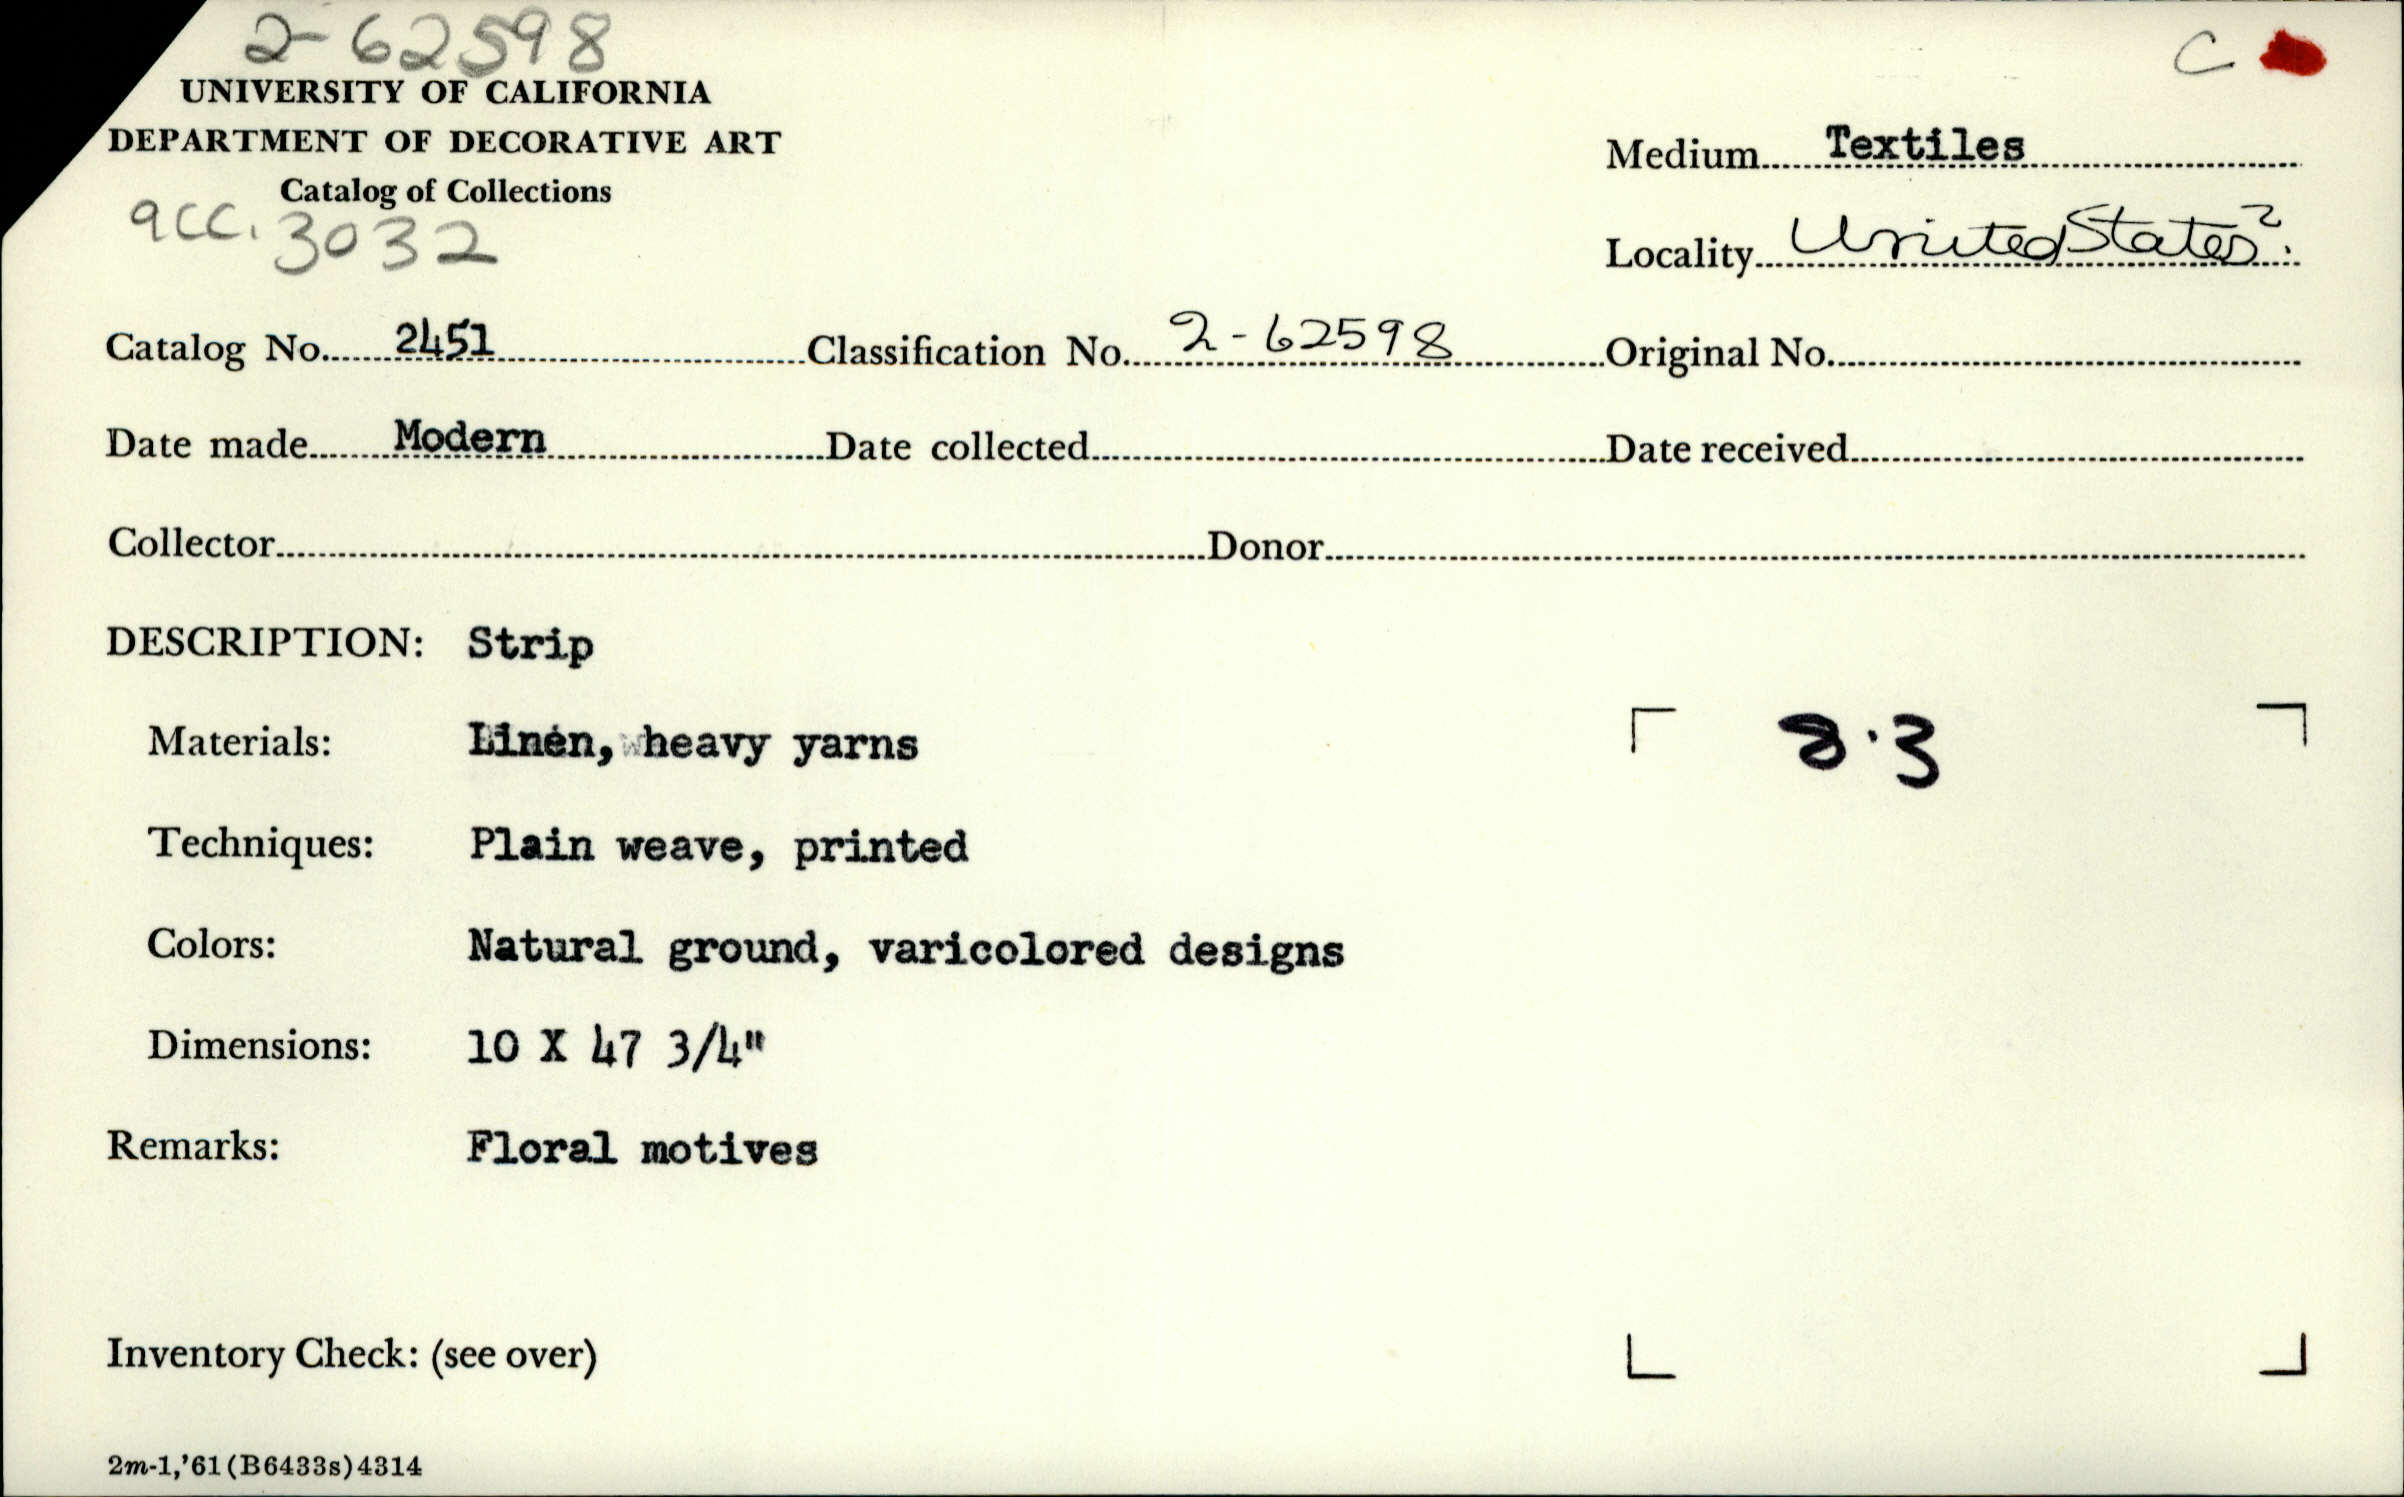 2-62598
UNIVERSITY OF CALIFORNIA
DEPARTMENT OF DECORATIVE ART
Catalog of Collections
acc. 3032
C
Medium Textiles
Locality United States?
Catalog No. 2451 Classification No. 2-62598 Original No.
Date made Modern Date collected Date received
Collector Donor
DESCRIPTION: Strip
Materials: Linen, heavy yarns
8.3
Techniques: Plain weave, printed
Colors: Natural ground, varicolored designs
Dimensions: 10 X 47 3/4"
Remarks: Floral motives
Inventory Check: (see over)
2m-1,'61(B6433s)4314